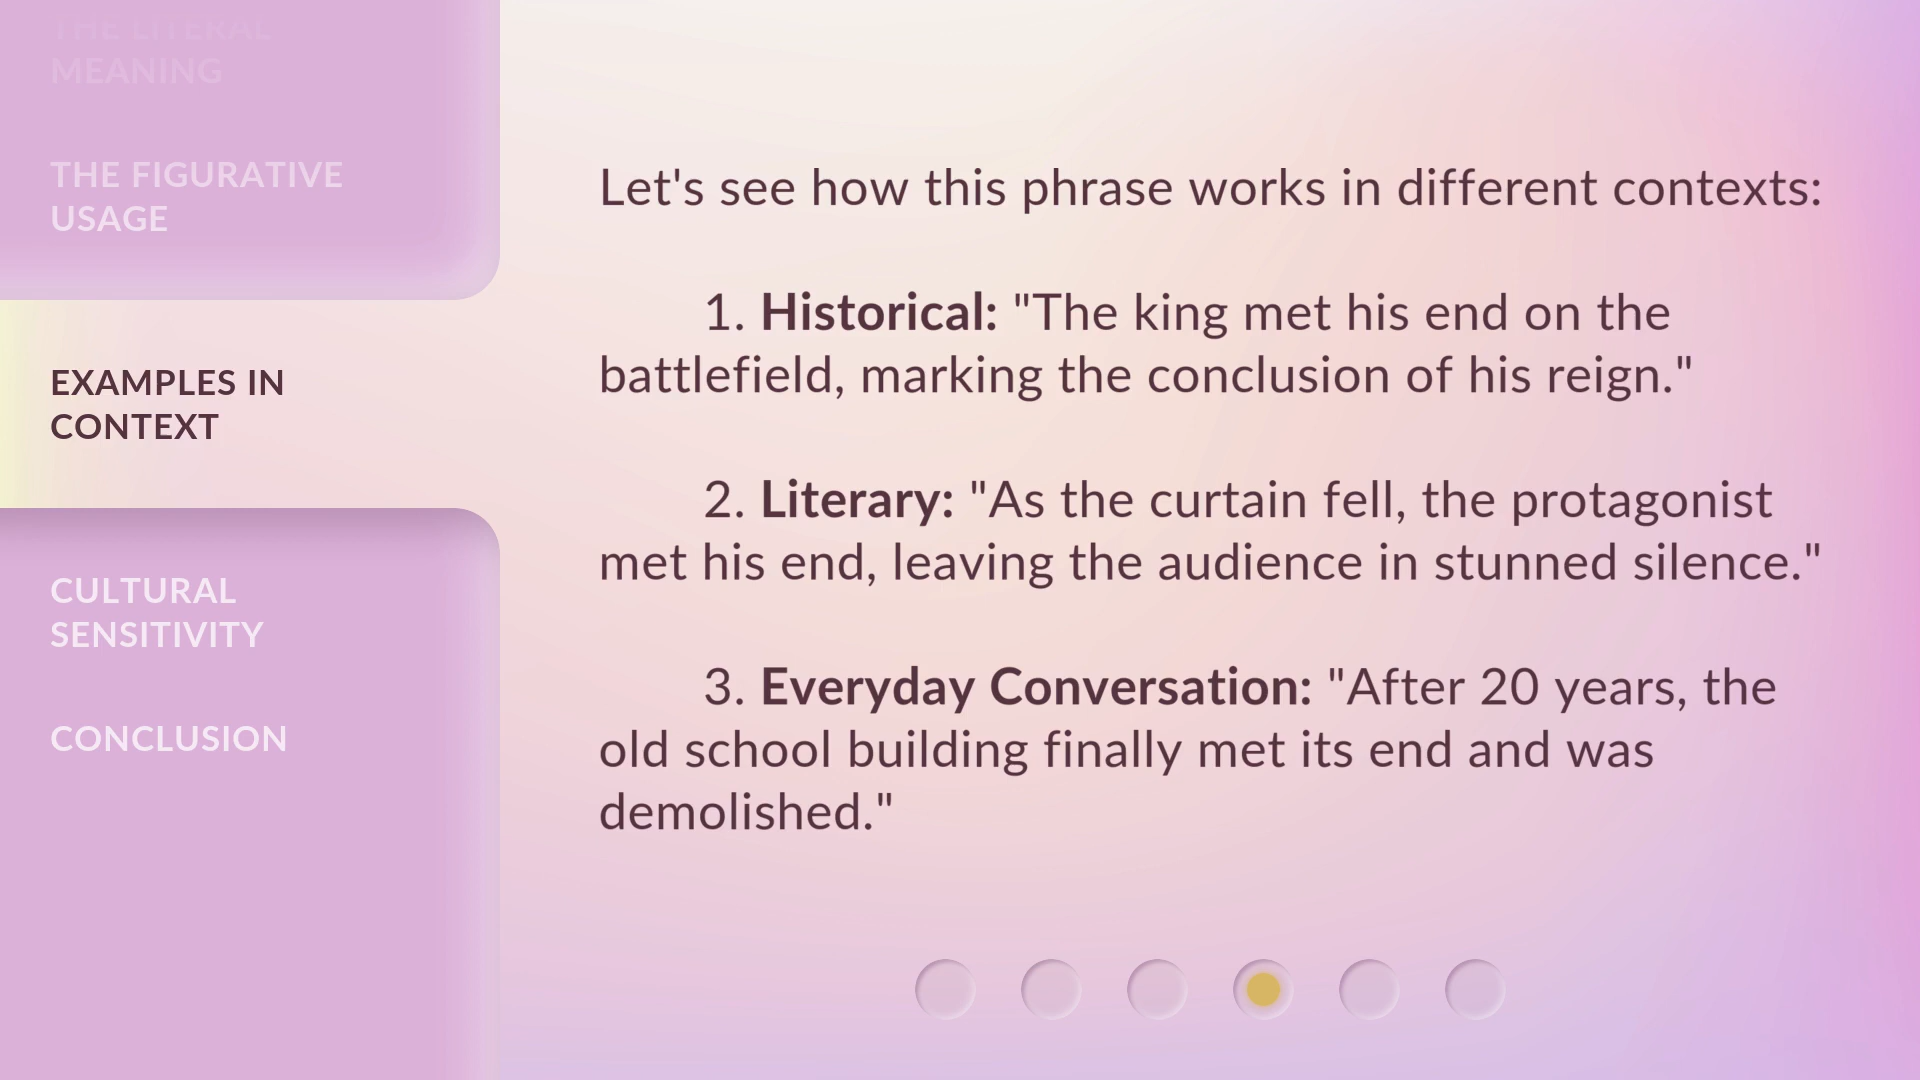 THE LITERAL
MEANING
THE FIGURATIVE
USAGE
EXAMPLES IN
CONTEXT
CULTURAL
SENSITIVITY
CONCLUSION
Let's see how this phrase works in different contexts:
1. Historical: "The king met his end on the
battlefield, marking the conclusion of his reign."
2. Literary: "As the curtain fell, the protagonist
met his end, leaving the audience in stunned silence."
3. Everyday Conversation: "After 20 years, the
old school building finally met its end and was
demolished."